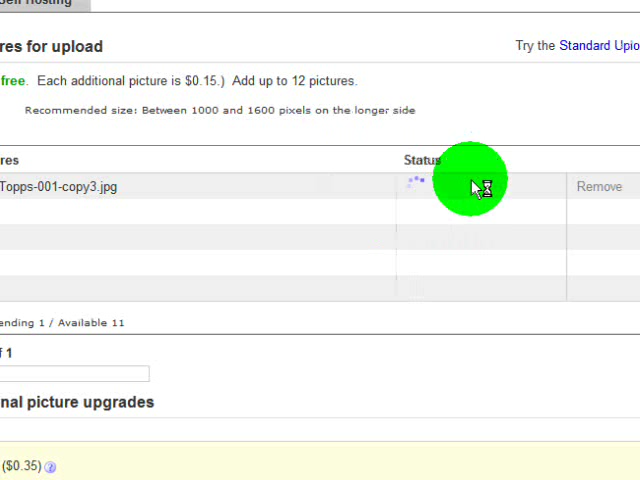 Self Hosting
res for upload
Try the Standard Uplo
free. Each additional picture is $0.15.) Add up to 12 pictures.
Recommended size: Between 1000 and 1600 pixels on the longer side
res Status
Topps-001-copy3.jpg Remove
ending 1 / Available 11
f 1
nal picture upgrades
($0.35) ?